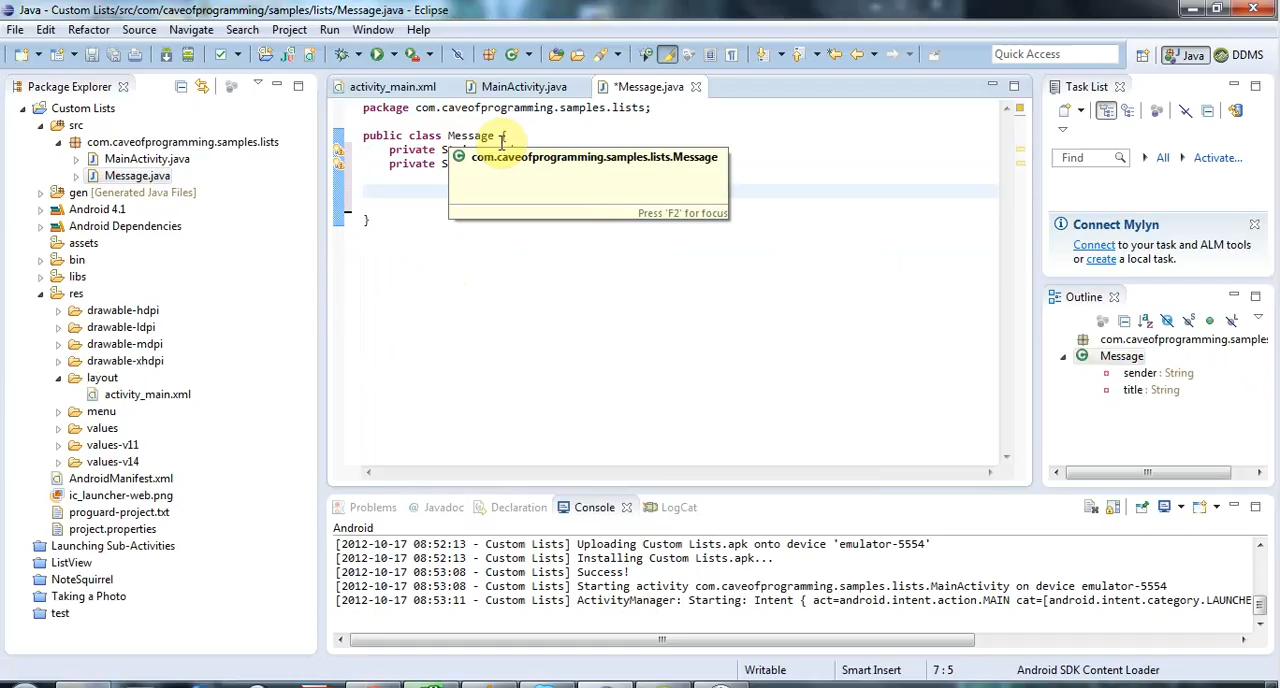 Java - Custom Lists/src/com/caveofprogramming/samples/lists/Message.java - Eclipse
File Edit Refactor Source Navigate Search Project Run Window Help
Quick Access Java DDMS
Package Explorer
Custom Lists
src
com.caveofprogramming.samples.lists
MainActivity.java
Message.java
gen [Generated Java Files]
Android 4.1
Android Dependencies
assets
bin
libs
res
drawable-hdpi
drawable-ldpi
drawable-mdpi
drawable-xhdpi
layout
activity_main.xml
menu
values
values-v11
values-v14
AndroidManifest.xml
ic_launcher-web.png
proguard-project.txt
project.properties
Launching Sub-Activities
ListView
NoteSquirrel
Taking a Photo
test
activity_main.xml MainActivity.java *Message.java
package com.caveofprogramming.samples.lists;
public class Message {
private S
private S
}
com.caveofprogramming.samples.lists.Message
Press 'F2' for focus
Task List
Find All Activate...
Connect Mylyn
Connect to your task and ALM tools
or create a local task.
Outline
com.caveofprogramming.samples
Message
sender : String
title : String
Problems @ Javadoc Declaration Console LogCat
Android
[2012-10-17 08:52:13 - Custom Lists] Uploading Custom Lists.apk onto device 'emulator-5554'
[2012-10-17 08:52:13 - Custom Lists] Installing Custom Lists.apk...
[2012-10-17 08:53:08 - Custom Lists] Success!
[2012-10-17 08:53:08 - Custom Lists] Starting activity com.caveofprogramming.samples.lists.MainActivity on device emulator-5554
[2012-10-17 08:53:11 - Custom Lists] ActivityManager: Starting: Intent { act=android.intent.action.MAIN cat=[android.intent.category.LAUNCHE
Writable Smart Insert 7 : 5 Android SDK Content Loader